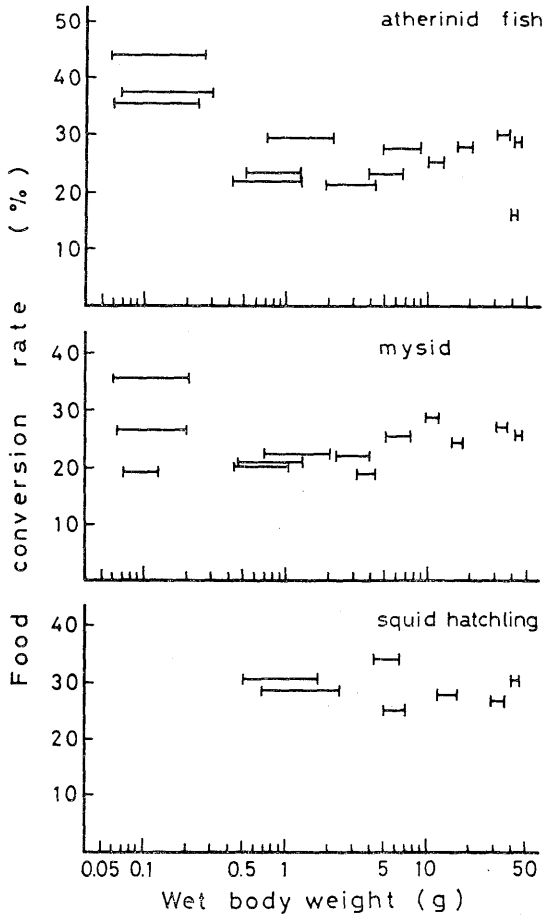 atherinid fish
50
40
30
20
10
mysid
40
30
20
10
squid hatchling
40
30
20
10
0.05 0.1 0.5 1 5 10 50
Wet body weight (g)
Food conversion rate (%)